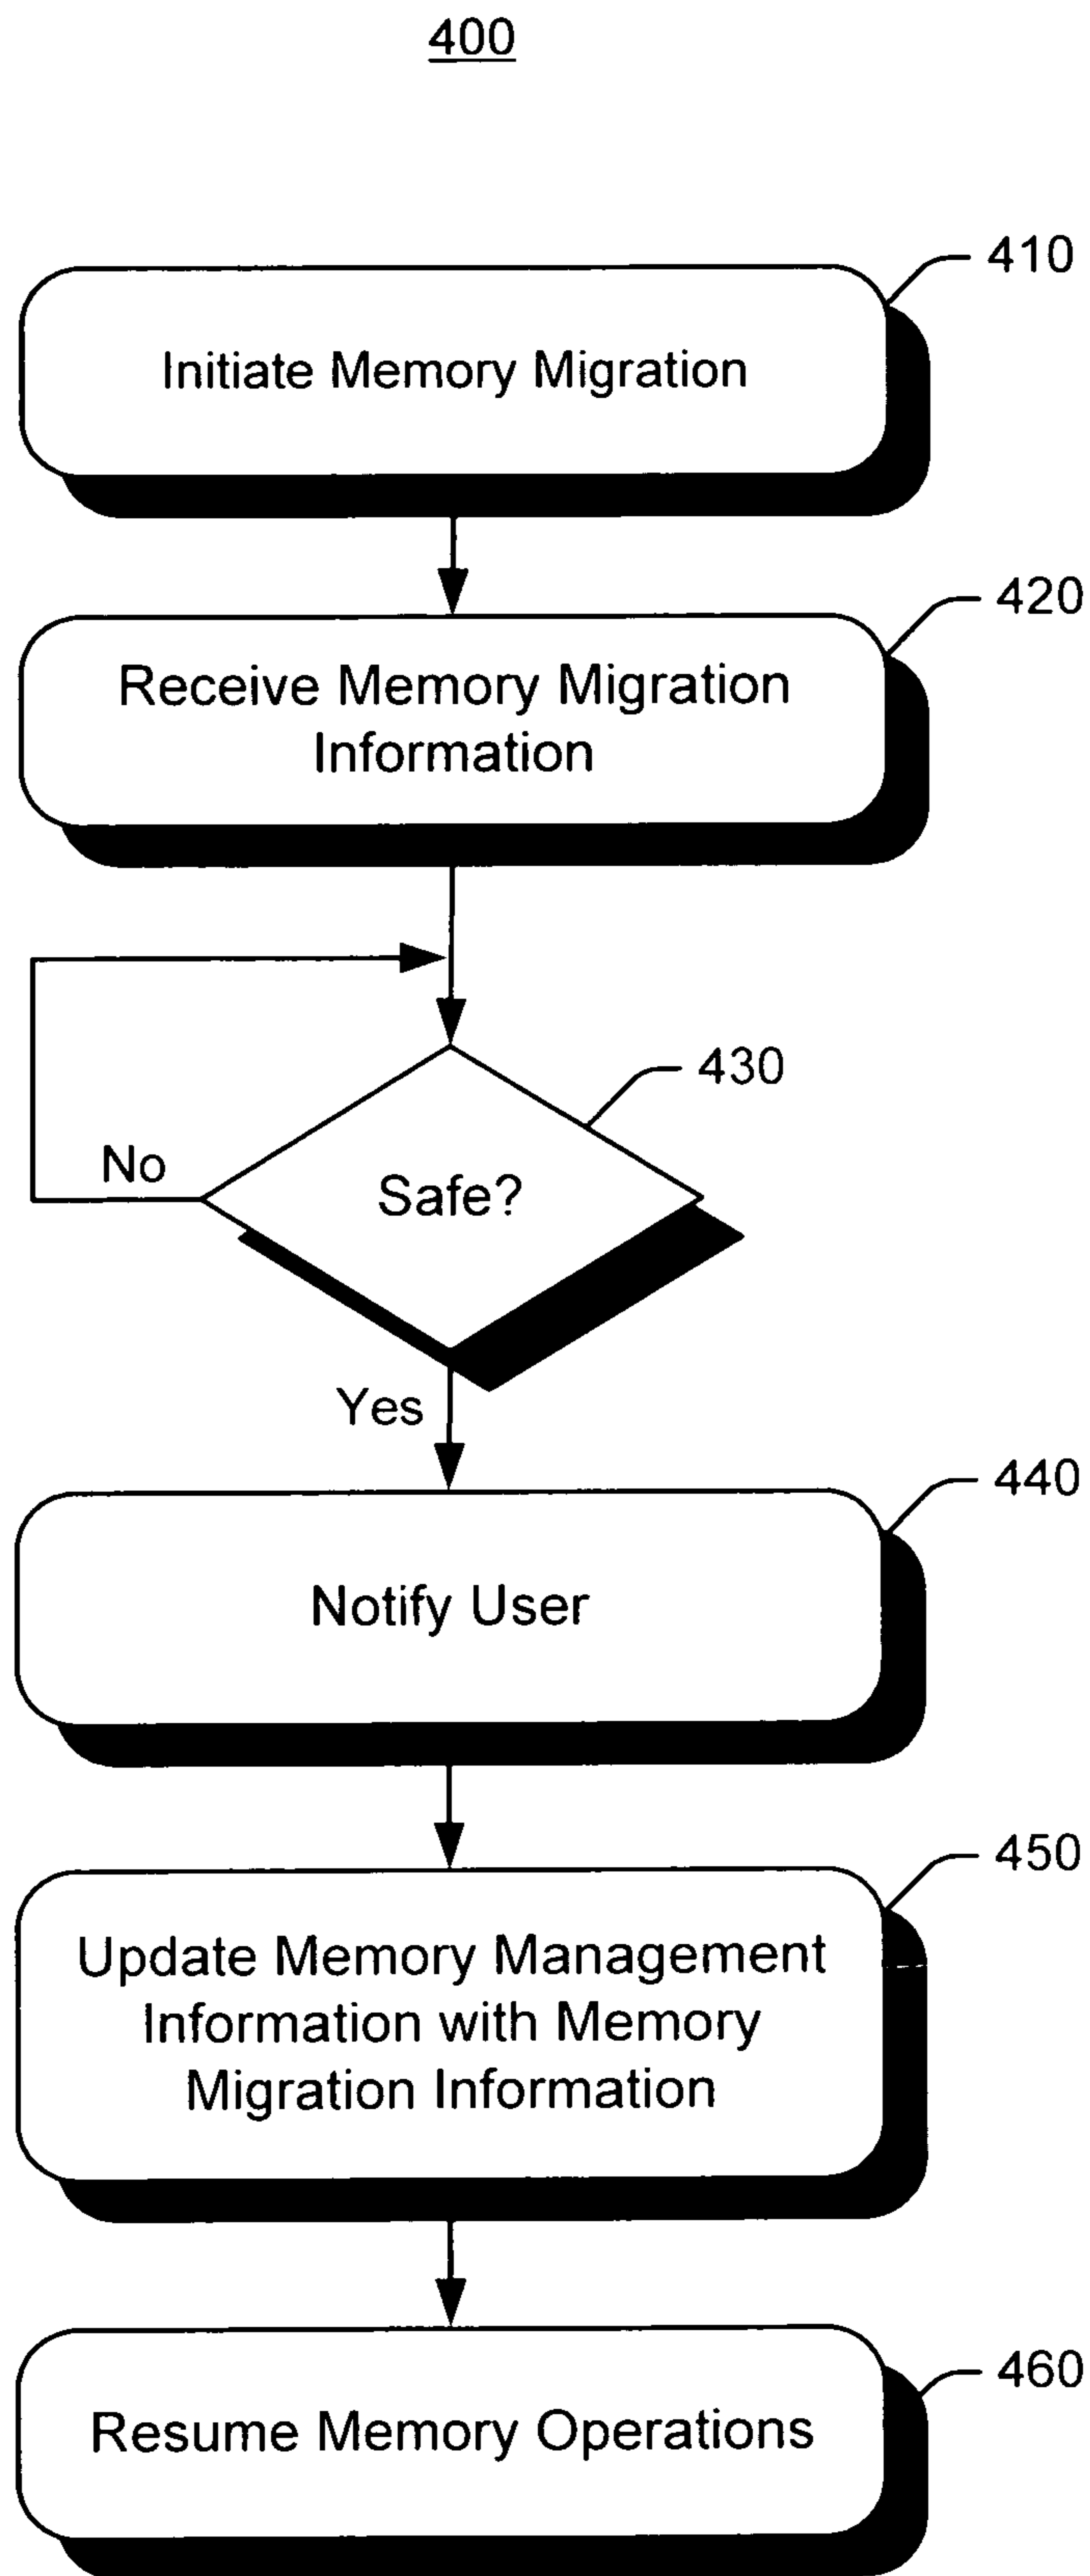 400
410
Initiate Memory Migration
420
Receive Memory Migration
Information
430
No
Safe?
Yes
440
Notify User
450
Update Memory Management
Information with Memory
Migration Information
460
Resume Memory Operations